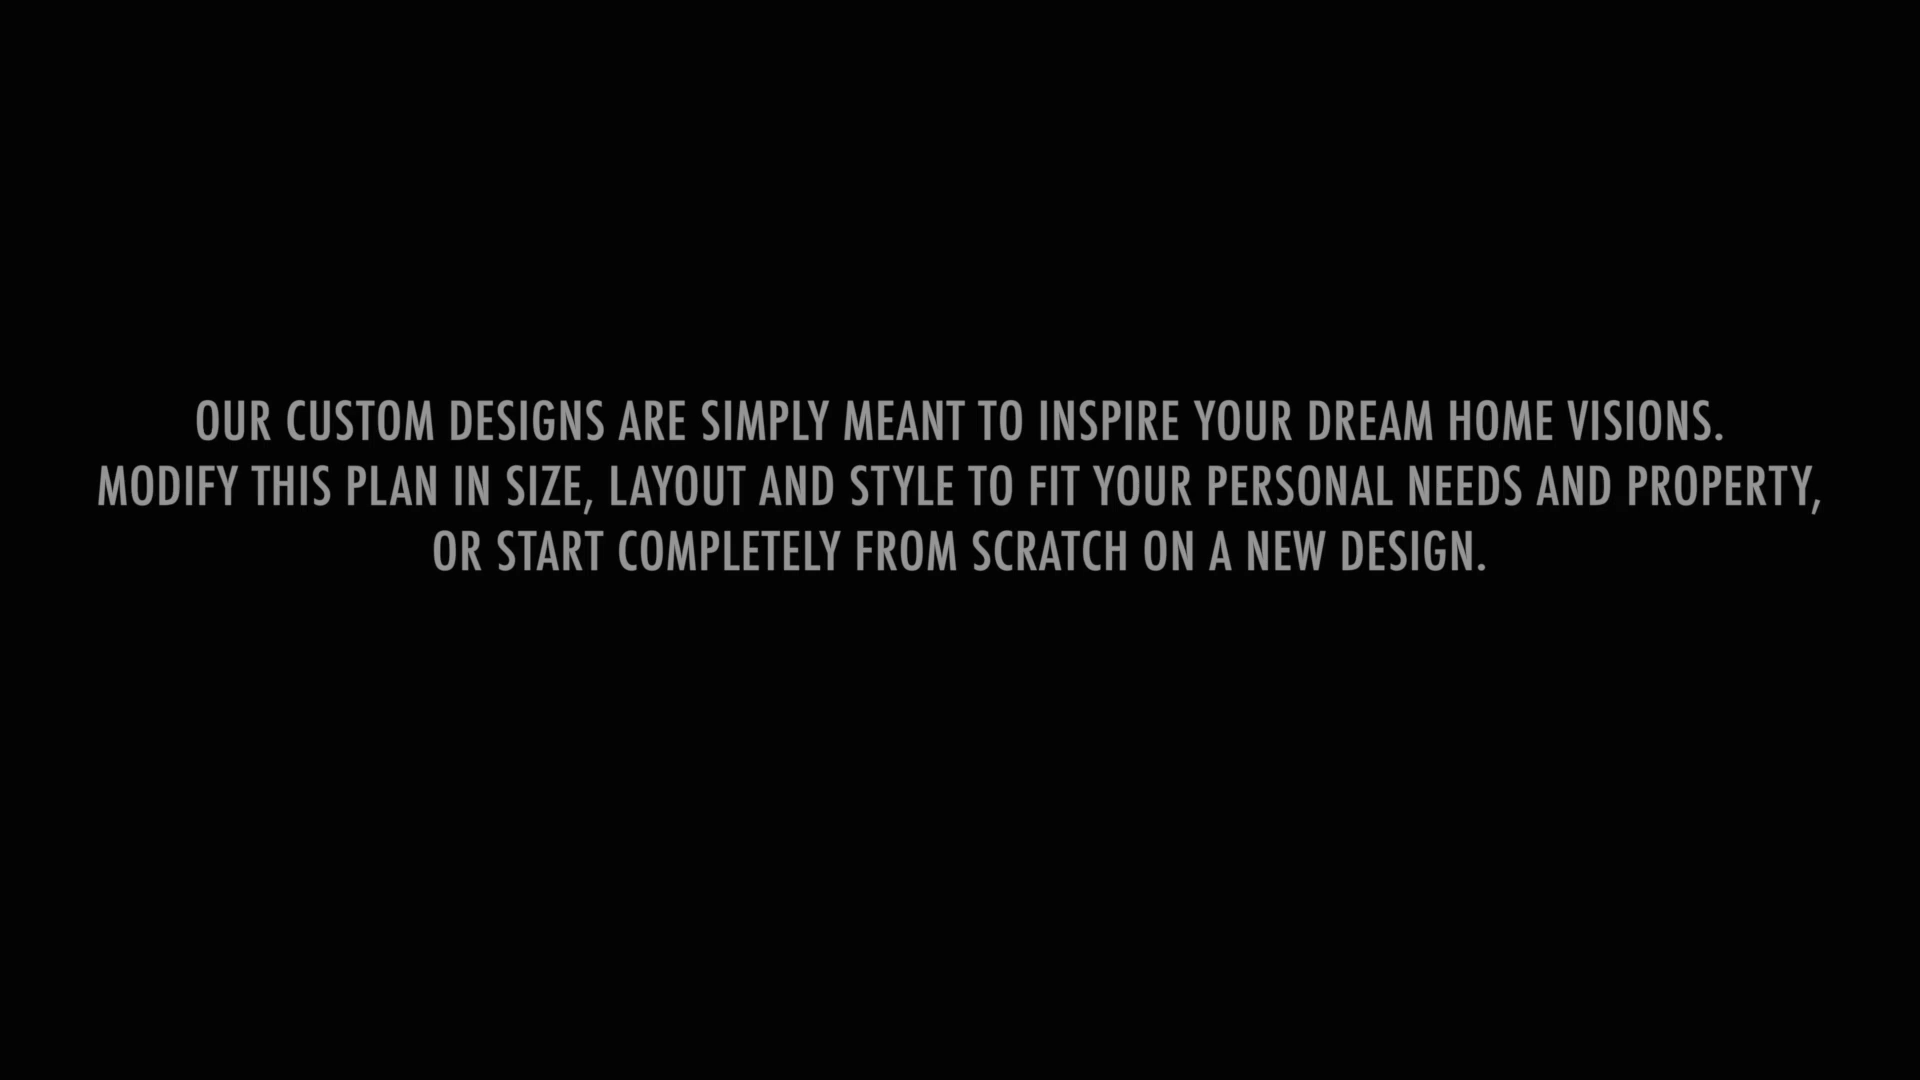 OUR CUSTOM DESIGNS ARE SIMPLY MEANT TO INSPIRE YOUR DREAM HOME VISIONS.
MODIFY THIS PLAN IN SIZE, LAYOUT AND STYLE TO FIT YOUR PERSONAL NEEDS AND PROPERTY,
OR START COMPLETELY FROM SCRATCH ON A NEW DESIGN.